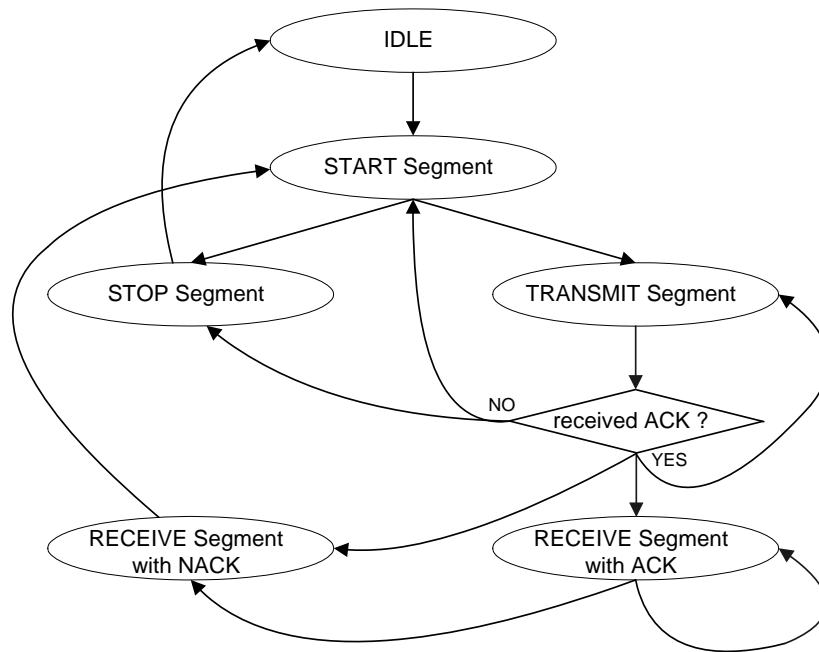 IDLE
START Segment
STOP Segment
TRANSMIT Segment
NO
received ACK ?
YES
RECEIVE Segment
with NACK
RECEIVE Segment
with ACK